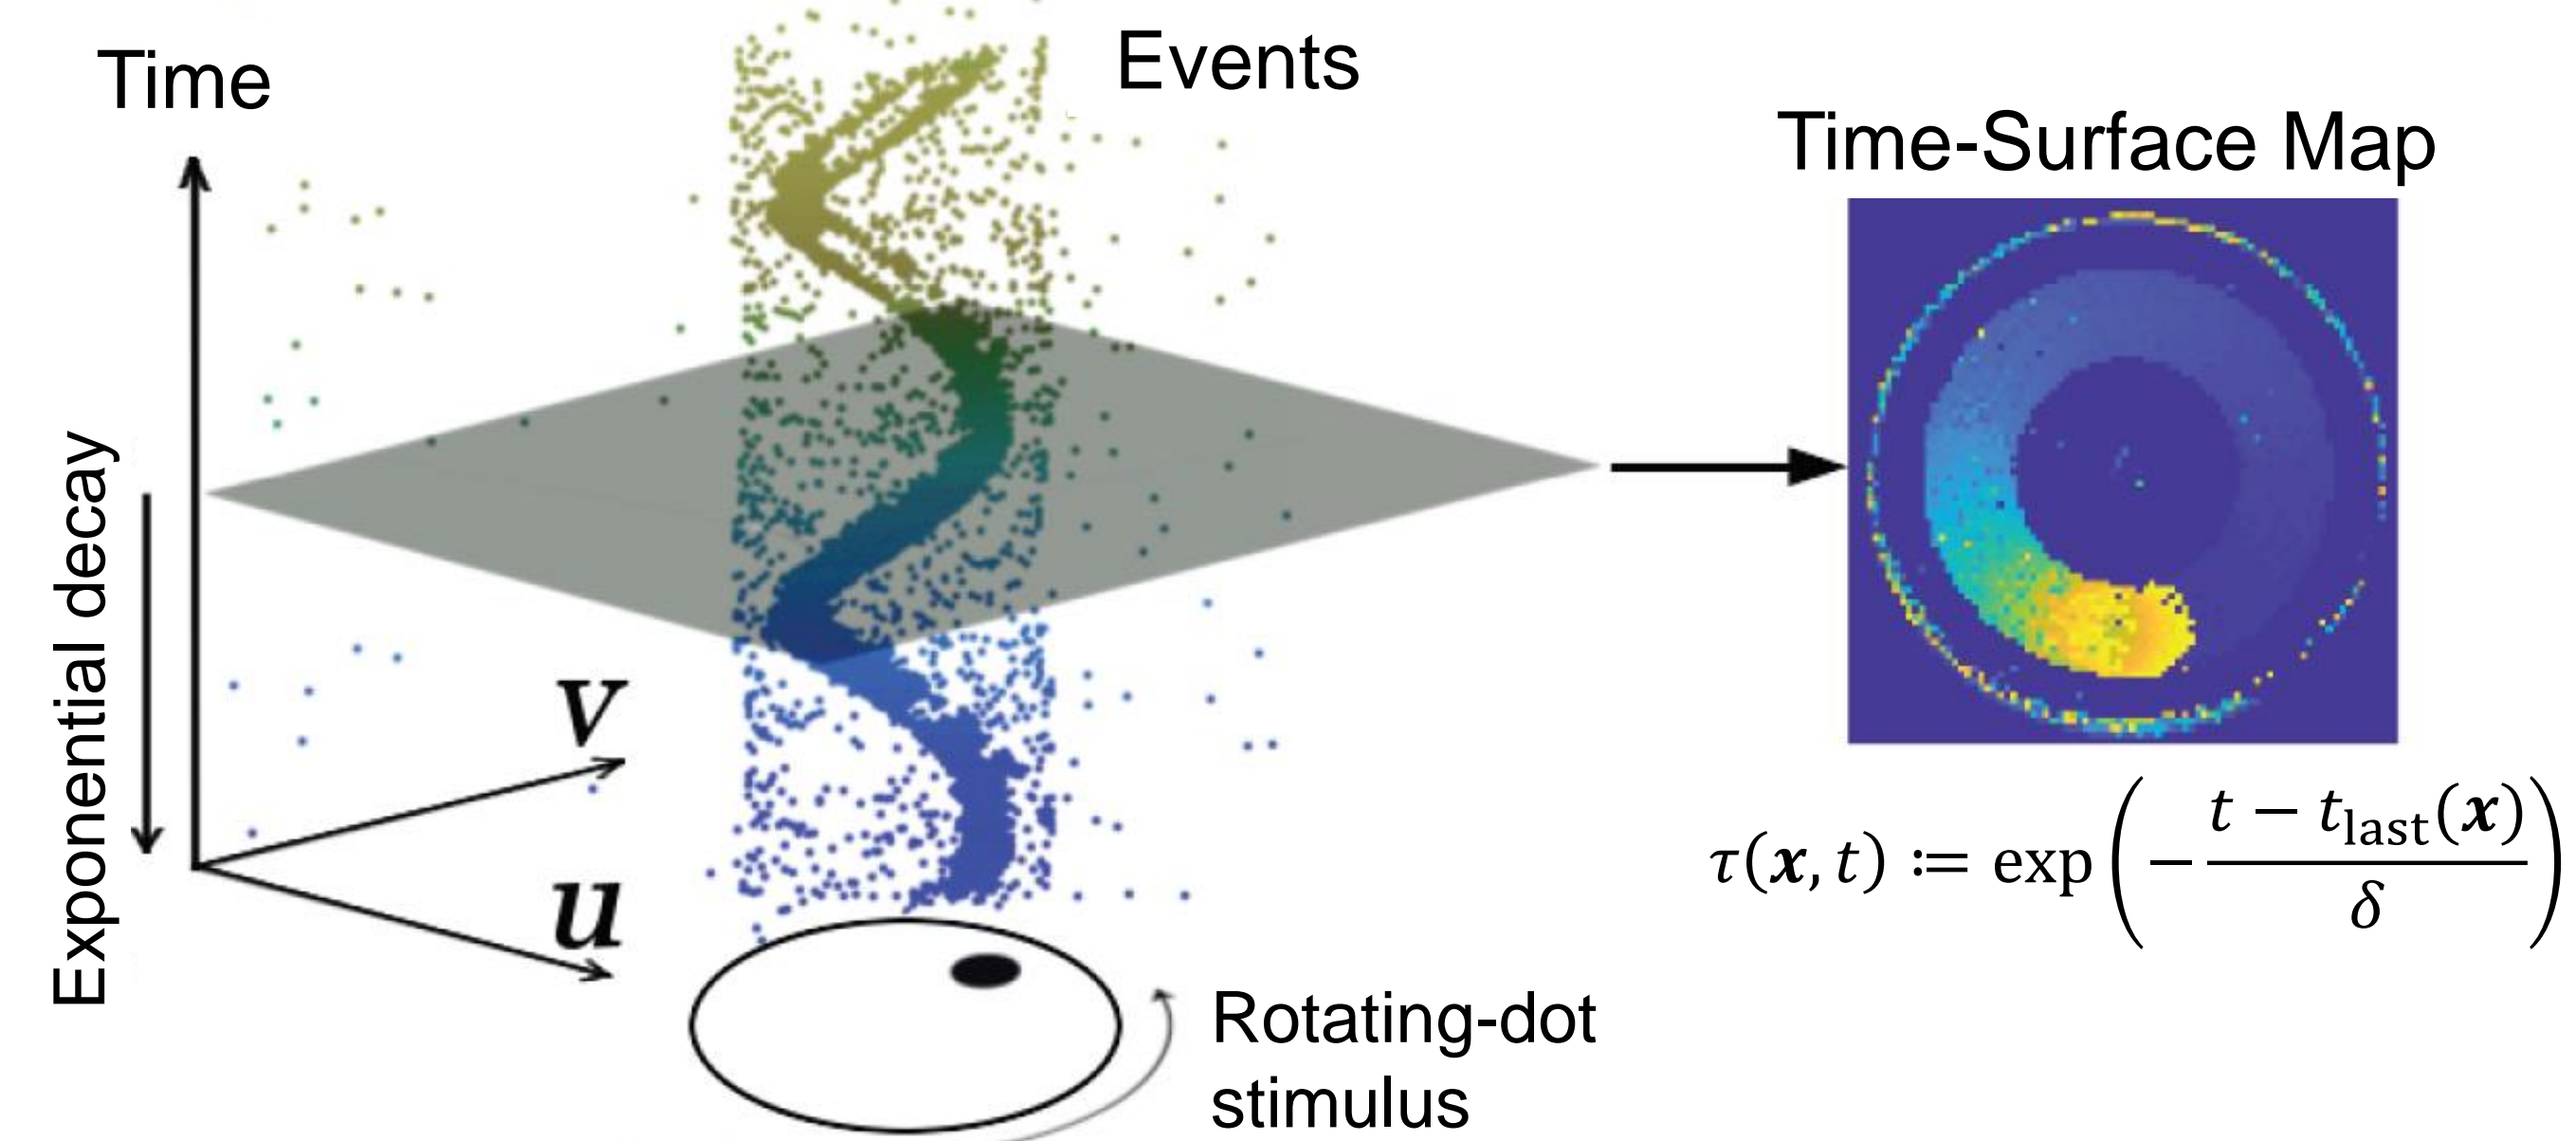 Time
Events
Time-Surface Map
Exponential decay
v
u
τ(x, t) ≔ exp(− (t − t_last(x)) / δ)
Rotating-dot
stimulus